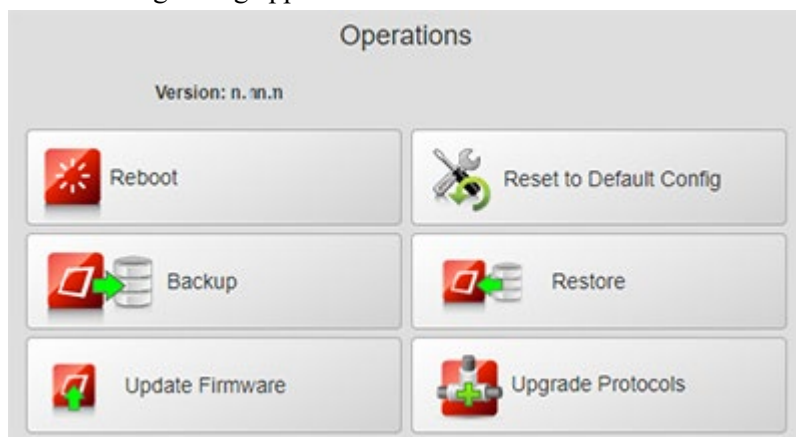 Operations
Version: n.nn.n
Reboot
Reset to Default Config
Backup
Restore
Update Firmware
Upgrade Protocols